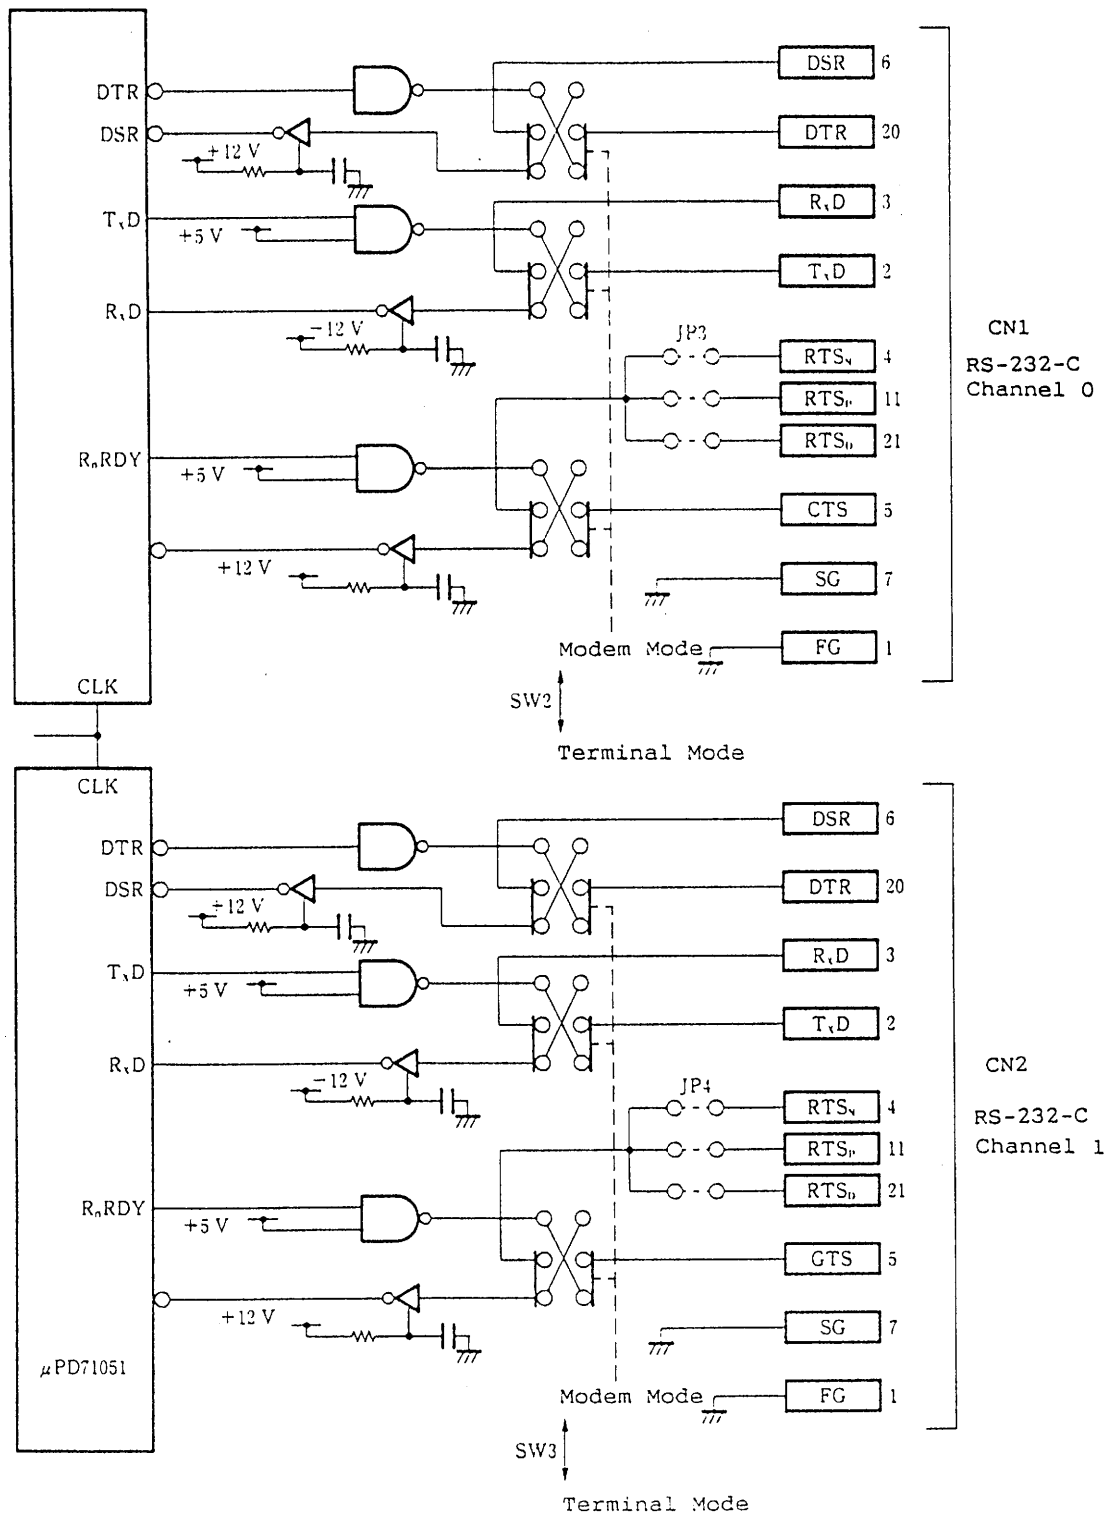 DSR 6
DTR
DSR
DTR 20
+12 V
RxD 3
TxD
+5 V
TxD 2
RxD
-12 V
JP3
RTSN 4
CN1
RS-232-C
Channel 0
RTSP 11
RTSD 21
RnRDY
+5 V
CTS 5
+12 V
SG 7
Modem Mode
FG 1
CLK
SW2
Terminal Mode
CLK
DSR 6
DTR
DSR
DTR 20
+12 V
RxD 3
TxD
+5 V
TxD 2
RxD
-12 V
JP4
RTSN 4
CN2
RS-232-C
Channel 1
RTSP 11
RTSD 21
RnRDY
+5 V
GTS 5
+12 V
SG 7
μPD71051
Modem Mode
FG 1
SW3
Terminal Mode